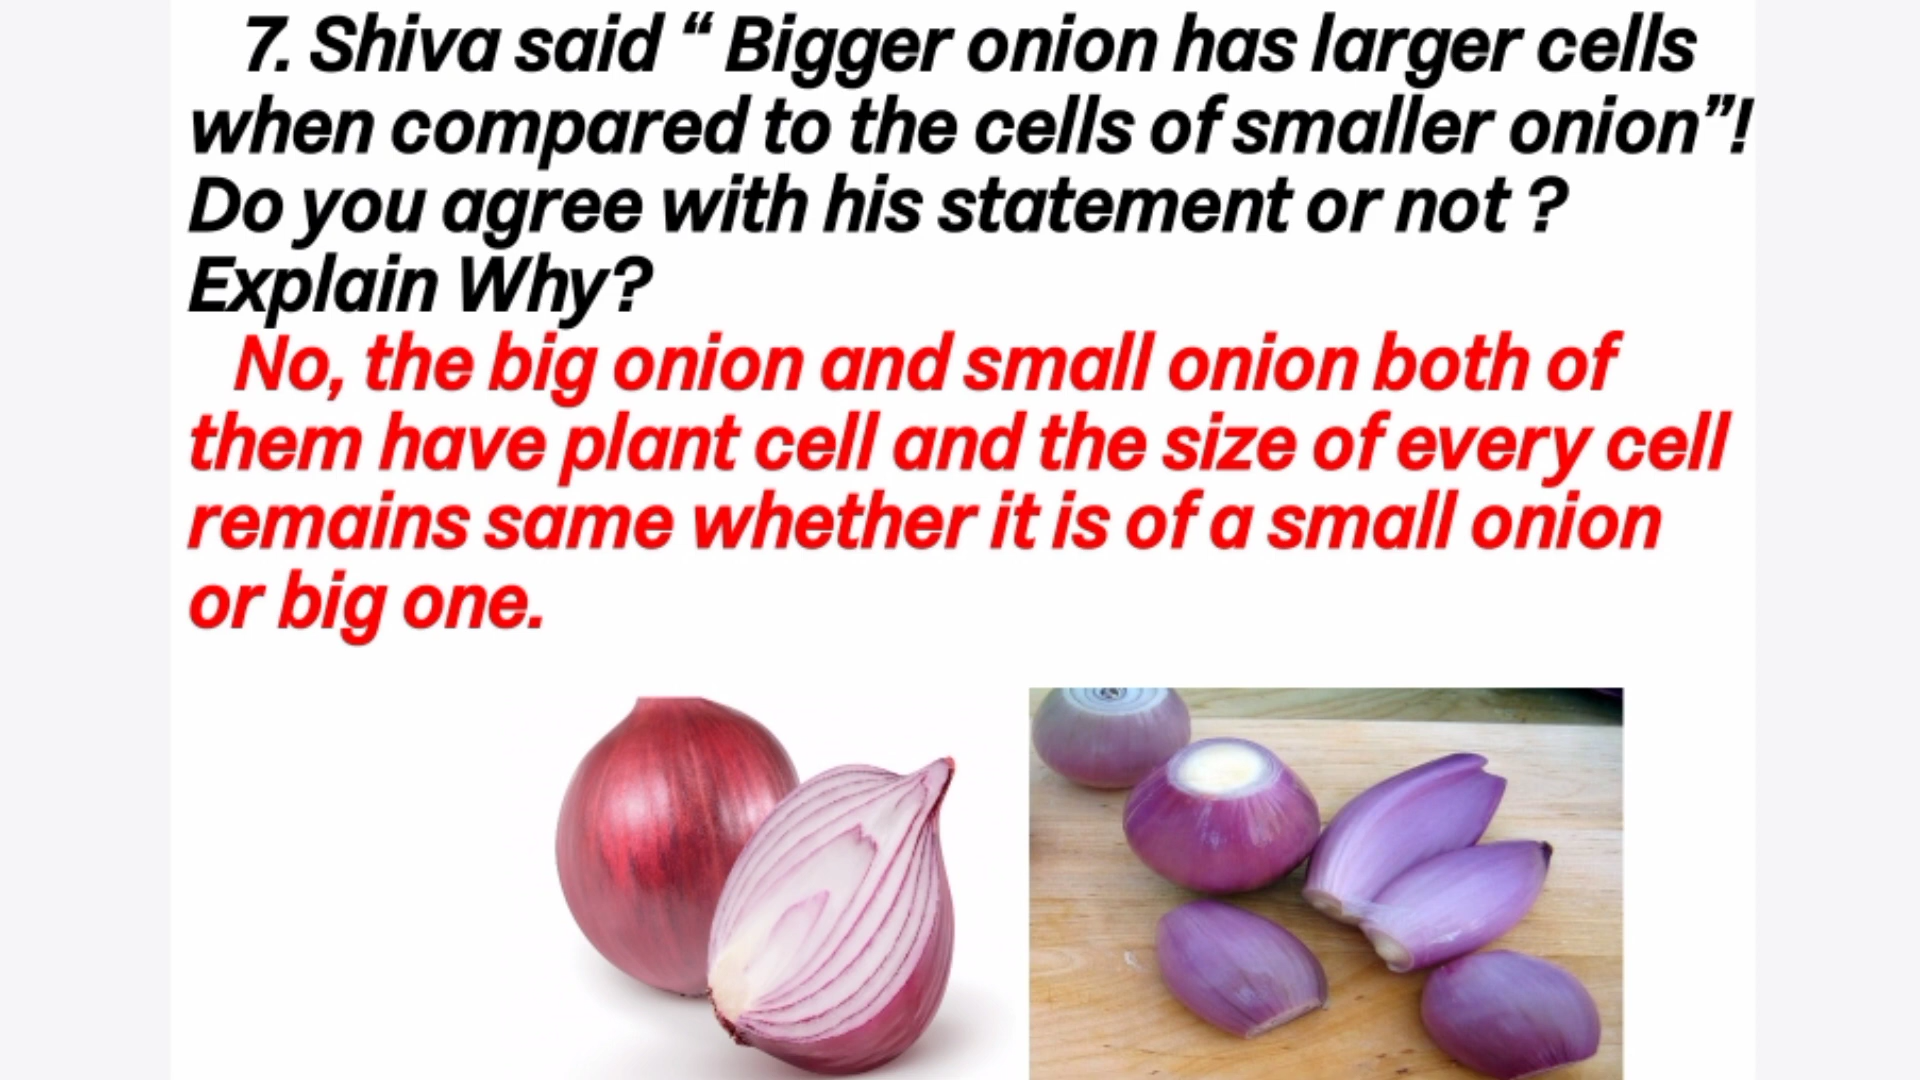 7. Shiva said “ Bigger onion has larger cells
when compared to the cells of smaller onion”!
Do you agree with his statement or not ?
Explain Why?
No, the big onion and small onion both of
them have plant cell and the size of every cell
remains same whether it is of a small onion
or big one.